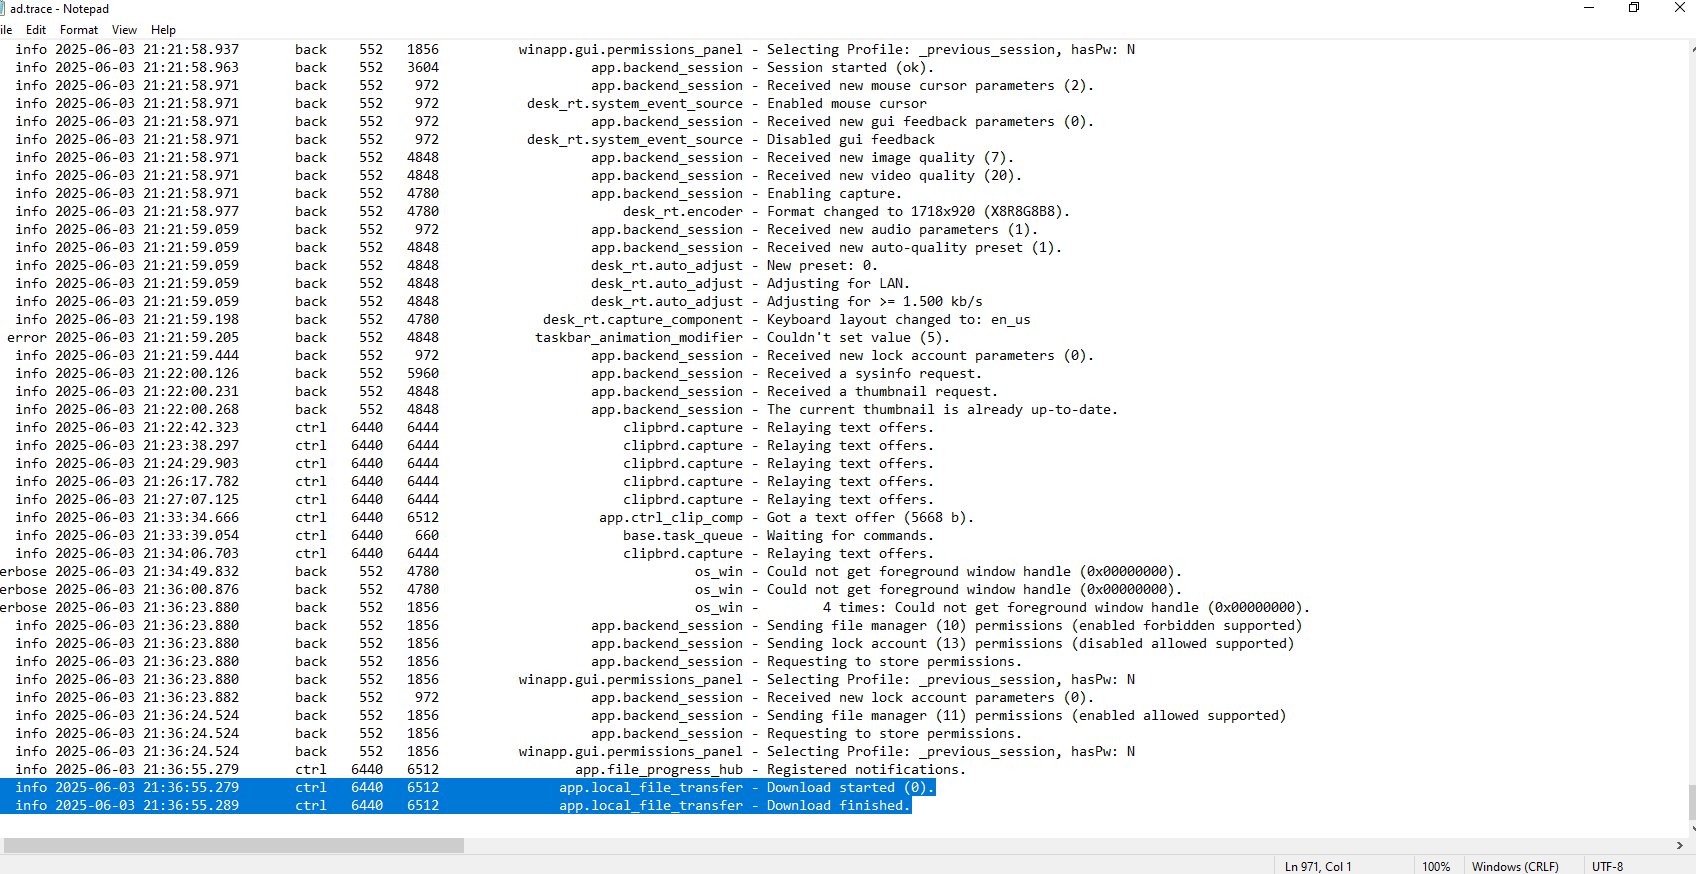 ad.trace - Notepad
ile Edit Format View Help
info 2025-06-03 21:21:58.937 back 552 1856 winapp.gui.permissions_panel - Selecting Profile: _previous_session, hasPw: N
info 2025-06-03 21:21:58.963 back 552 3604 app.backend_session - Session started (ok).
info 2025-06-03 21:21:58.971 back 552 972 app.backend_session - Received new mouse cursor parameters (2).
info 2025-06-03 21:21:58.971 back 552 972 desk_rt.system_event_source - Enabled mouse cursor
info 2025-06-03 21:21:58.971 back 552 972 app.backend_session - Received new gui feedback parameters (0).
info 2025-06-03 21:21:58.971 back 552 972 desk_rt.system_event_source - Disabled gui feedback
info 2025-06-03 21:21:58.971 back 552 4848 app.backend_session - Received new image quality (7).
info 2025-06-03 21:21:58.971 back 552 4848 app.backend_session - Received new video quality (20).
info 2025-06-03 21:21:58.971 back 552 4780 app.backend_session - Enabling capture.
info 2025-06-03 21:21:58.977 back 552 4780 desk_rt.encoder - Format changed to 1718x920 (X8R8G8B8).
info 2025-06-03 21:21:59.059 back 552 972 app.backend_session - Received new audio parameters (1).
info 2025-06-03 21:21:59.059 back 552 4848 app.backend_session - Received new auto-quality preset (1).
info 2025-06-03 21:21:59.059 back 552 4848 desk_rt.auto_adjust - New preset: 0.
info 2025-06-03 21:21:59.059 back 552 4848 desk_rt.auto_adjust - Adjusting for LAN.
info 2025-06-03 21:21:59.059 back 552 4848 desk_rt.auto_adjust - Adjusting for >= 1.500 kb/s
info 2025-06-03 21:21:59.198 back 552 4780 desk_rt.capture_component - Keyboard layout changed to: en_us
error 2025-06-03 21:21:59.205 back 552 4848 taskbar_animation_modifier - Couldn't set value (5).
info 2025-06-03 21:21:59.444 back 552 972 app.backend_session - Received new lock account parameters (0).
info 2025-06-03 21:22:00.126 back 552 5960 app.backend_session - Received a sysinfo request.
info 2025-06-03 21:22:00.231 back 552 4848 app.backend_session - Received a thumbnail request.
info 2025-06-03 21:22:00.268 back 552 4848 app.backend_session - The current thumbnail is already up-to-date.
info 2025-06-03 21:22:42.323 ctrl 6440 6444 clipbrd.capture - Relaying text offers.
info 2025-06-03 21:23:38.297 ctrl 6440 6444 clipbrd.capture - Relaying text offers.
info 2025-06-03 21:24:29.903 ctrl 6440 6444 clipbrd.capture - Relaying text offers.
info 2025-06-03 21:26:17.782 ctrl 6440 6444 clipbrd.capture - Relaying text offers.
info 2025-06-03 21:27:07.125 ctrl 6440 6444 clipbrd.capture - Relaying text offers.
info 2025-06-03 21:33:34.666 ctrl 6440 6512 app.ctrl_clip_comp - Got a text offer (5668 b).
info 2025-06-03 21:33:39.054 ctrl 6440 660 base.task_queue - Waiting for commands.
info 2025-06-03 21:34:06.703 ctrl 6440 6444 clipbrd.capture - Relaying text offers.
erbose 2025-06-03 21:34:49.832 back 552 4780 os_win - Could not get foreground window handle (0x00000000).
erbose 2025-06-03 21:36:00.876 back 552 4780 os_win - Could not get foreground window handle (0x00000000).
erbose 2025-06-03 21:36:23.880 back 552 1856 os_win - 4 times: Could not get foreground window handle (0x00000000).
info 2025-06-03 21:36:23.880 back 552 1856 app.backend_session - Sending file manager (10) permissions (enabled forbidden supported)
info 2025-06-03 21:36:23.880 back 552 1856 app.backend_session - Sending lock account (13) permissions (disabled allowed supported)
info 2025-06-03 21:36:23.880 back 552 1856 app.backend_session - Requesting to store permissions.
info 2025-06-03 21:36:23.880 back 552 1856 winapp.gui.permissions_panel - Selecting Profile: _previous_session, hasPw: N
info 2025-06-03 21:36:23.882 back 552 972 app.backend_session - Received new lock account parameters (0).
info 2025-06-03 21:36:24.524 back 552 1856 app.backend_session - Sending file manager (11) permissions (enabled allowed supported)
info 2025-06-03 21:36:24.524 back 552 1856 app.backend_session - Requesting to store permissions.
info 2025-06-03 21:36:24.524 back 552 1856 winapp.gui.permissions_panel - Selecting Profile: _previous_session, hasPw: N
info 2025-06-03 21:36:55.279 ctrl 6440 6512 app.file_progress_hub - Registered notifications.
info 2025-06-03 21:36:55.279 ctrl 6440 6512 app.local_file_transfer - Download started (0).
info 2025-06-03 21:36:55.289 ctrl 6440 6512 app.local_file_transfer - Download finished.
Ln 971, Col 1 100% Windows (CRLF) UTF-8